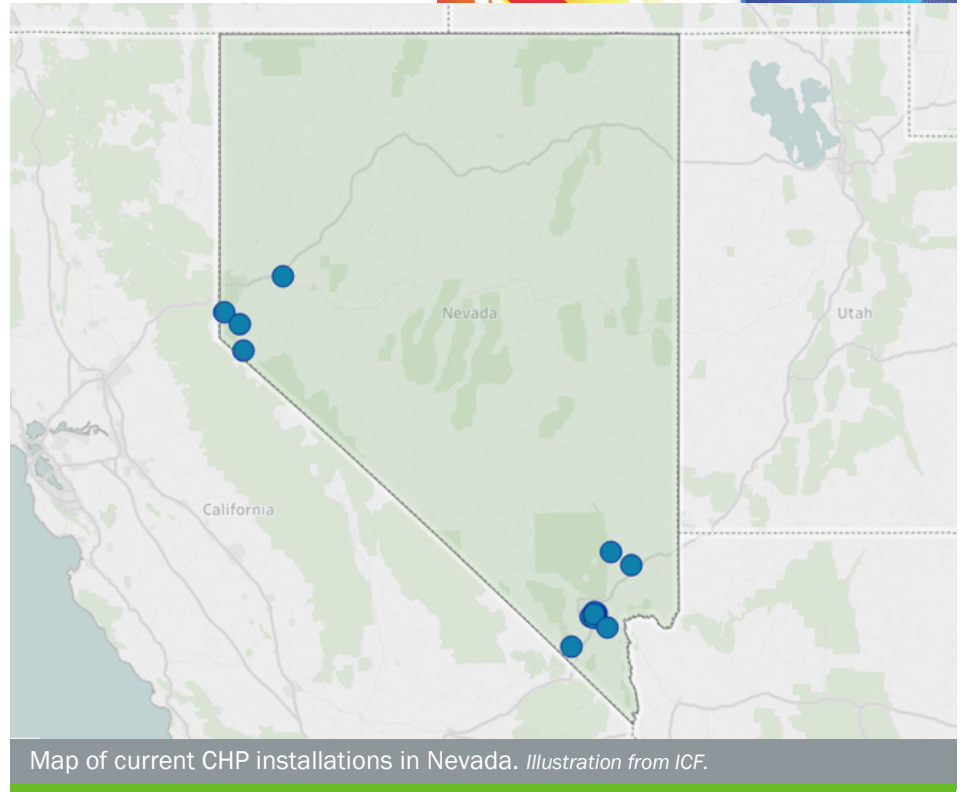 Nevada
Utah
California
Map of current CHP installations in Nevada. Illustration from ICF.